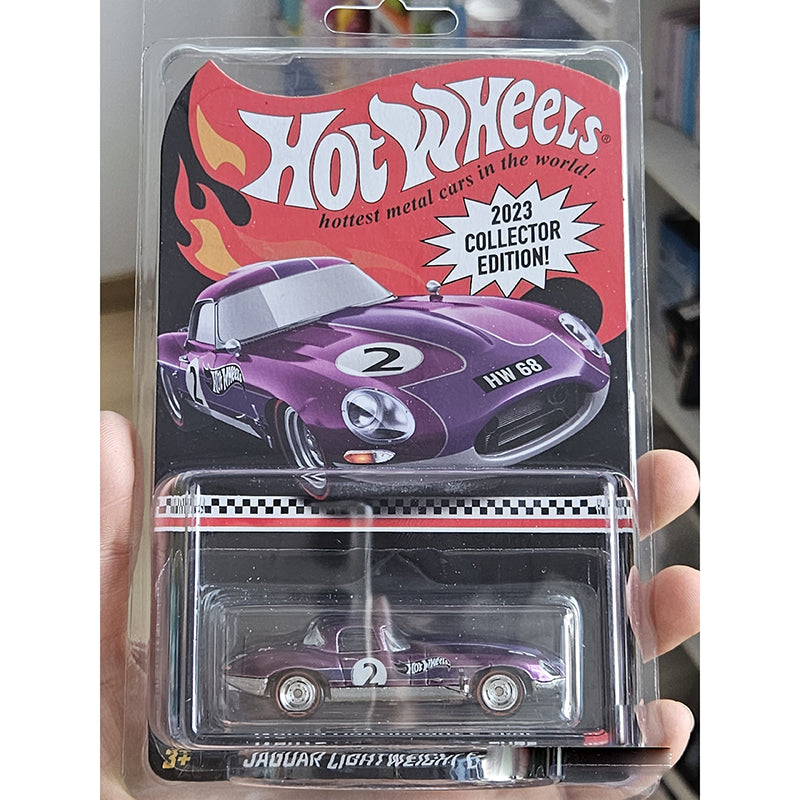 HOT WHEELS®
hottest metal cars in the world!
2023
COLLECTOR
EDITION!
2
HW 68
2
HOT WHEELS
2
HOT WHEELS
3+
JAGUAR LIGHTWEIGHT E